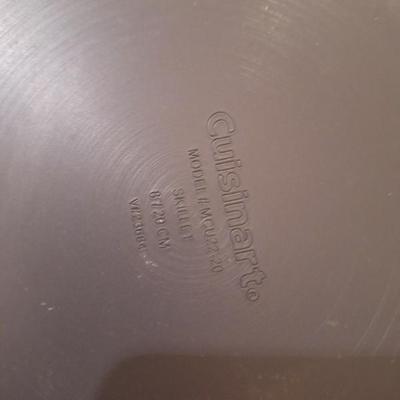 Cuisinart®
MODEL # MCU22-20
SKILLET
8"/20 CM